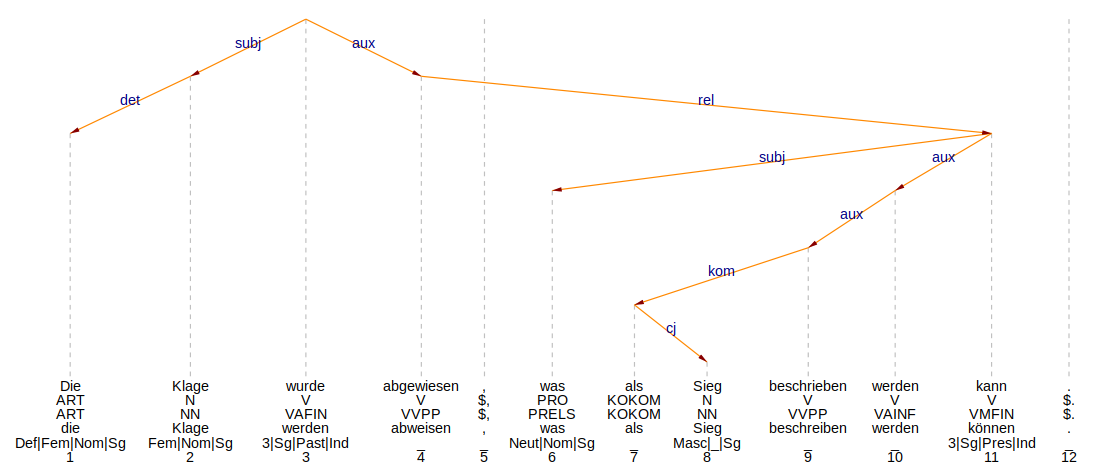 subj aux
det rel
subj aux
aux
kom
cj
Die Klage wurde abgewiesen , was als Sieg beschrieben werden kann .
ART N V V $, PRO KOKOM N V V V $.
ART NN VAFIN VVPP $, PRELS KOKOM NN VVPP VAINF VMFIN $.
die Klage werden abweisen , was als Sieg beschreiben werden können .
Def|Fem|Nom|Sg Fem|Nom|Sg 3|Sg|Past|Ind _ _ Neut|Nom|Sg _ Masc|_|Sg _ _ 3|Sg|Pres|Ind _
1 2 3 4 5 6 7 8 9 10 11 12